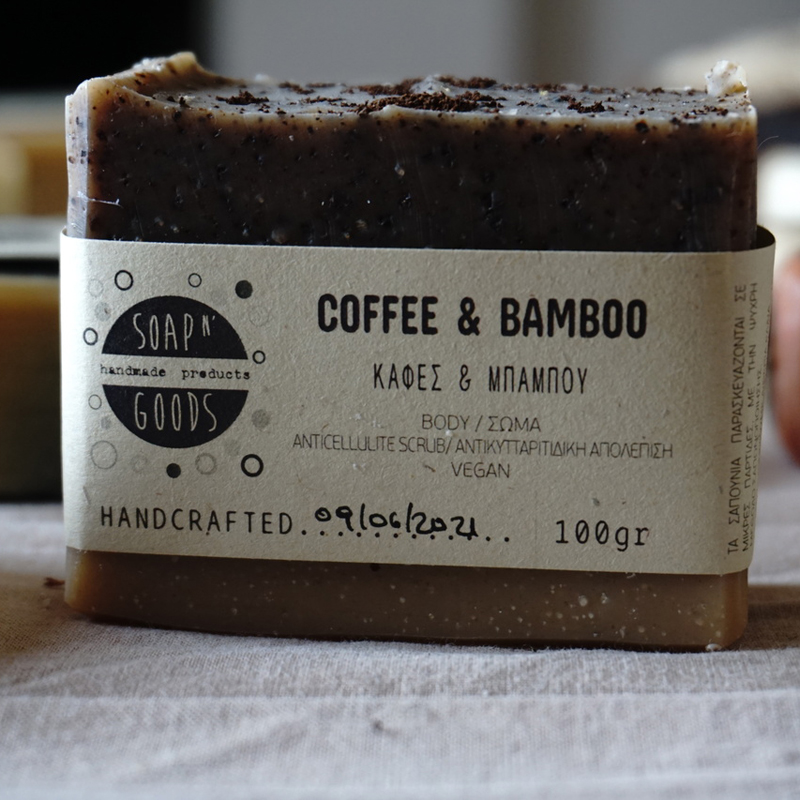 SOAP N'
handmade products
GOODS
COFFEE & BAMBOO
ΚΑΦΕΣ & ΜΠΑΜΠΟΥ
BODY / ΣΩΜΑ
ANTICELLULITE SCRUB/ ΑΝΤΙΚΥΤΤΑΡΙΤΙΔΙΚΗ ΑΠΟΛΕΠΙΣΗ
VEGAN
HANDCRAFTED..09/06/2021..
100gr
ΤΑ ΣΑΠΟΥΝΙΑ ΠΑΡΑΣΚΕΥΑΖΟΝΤΑΙ ΣΕ
ΜΙΚΡΕΣ ΠΑΡΤΙΔΕΣ ΜΕ ΤΗΝ ΨΥΧΡΗ